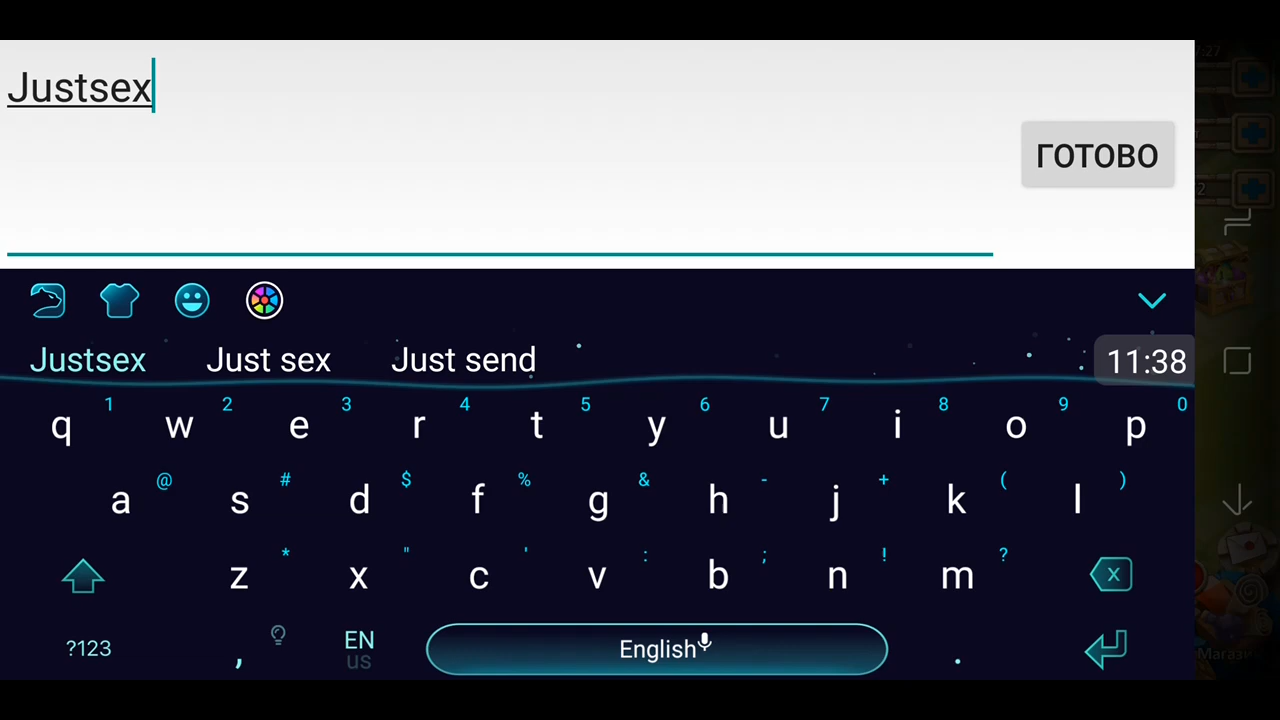 Justsex
ГОТОВО
Justsex Just sex Just send
11:38
1 2 3 4 5 6 7 8 9 0
q w e r t y u i o p
@ # $ % & - + ( )
a s d f g h j k l
* " ' : ; ! ?
z x c v b n m x
?123 , EN us English .
Магази